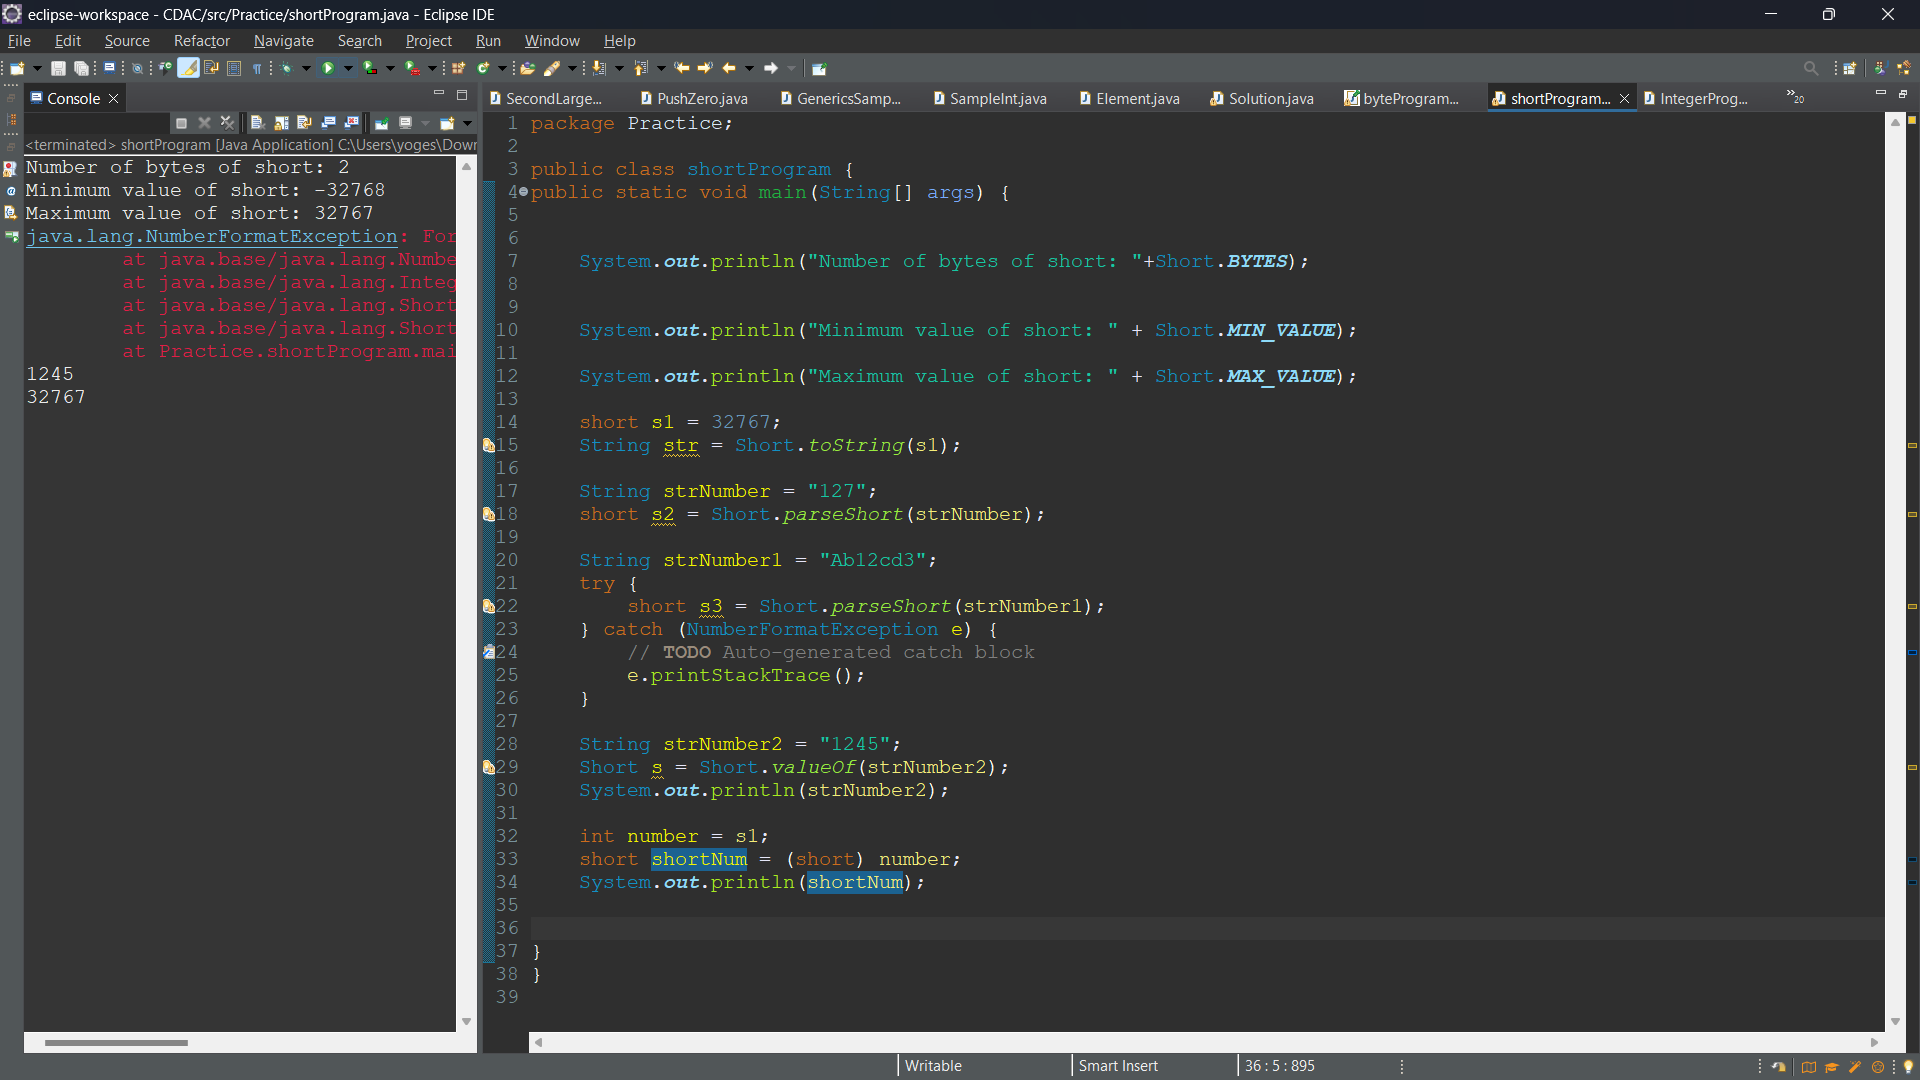 eclipse-workspace - CDAC/src/Practice/shortProgram.java - Eclipse IDE
File Edit Source Refactor Navigate Search Project Run Window Help
Console
<terminated> shortProgram [Java Application] C:\Users\yoges\Dow
Number of bytes of short: 2
Minimum value of short: -32768
Maximum value of short: 32767
java.lang.NumberFormatException: For
at java.base/java.lang.Numbe
at java.base/java.lang.Integ
at java.base/java.lang.Short
at java.base/java.lang.Short
at Practice.shortProgram.mai
1245
32767
SecondLarge... PushZero.java GenericsSamp... SampleInt.java Element.java Solution.java byteProgram... shortProgram... IntegerProg... »20
1 package Practice;
2
3 public class shortProgram {
4 public static void main(String[] args) {
5
6
7 System.out.println("Number of bytes of short: "+Short.BYTES);
8
9
10 System.out.println("Minimum value of short: " + Short.MIN_VALUE);
11
12 System.out.println("Maximum value of short: " + Short.MAX_VALUE);
13
14 short s1 = 32767;
15 String str = Short.toString(s1);
16
17 String strNumber = "127";
18 short s2 = Short.parseShort(strNumber);
19
20 String strNumber1 = "Ab12cd3";
21 try {
22 short s3 = Short.parseShort(strNumber1);
23 } catch (NumberFormatException e) {
24 // TODO Auto-generated catch block
25 e.printStackTrace();
26 }
27
28 String strNumber2 = "1245";
29 Short s = Short.valueOf(strNumber2);
30 System.out.println(strNumber2);
31
32 int number = s1;
33 short shortNum = (short) number;
34 System.out.println(shortNum);
35
36
37 }
38 }
39
Writable Smart Insert 36 : 5 : 895